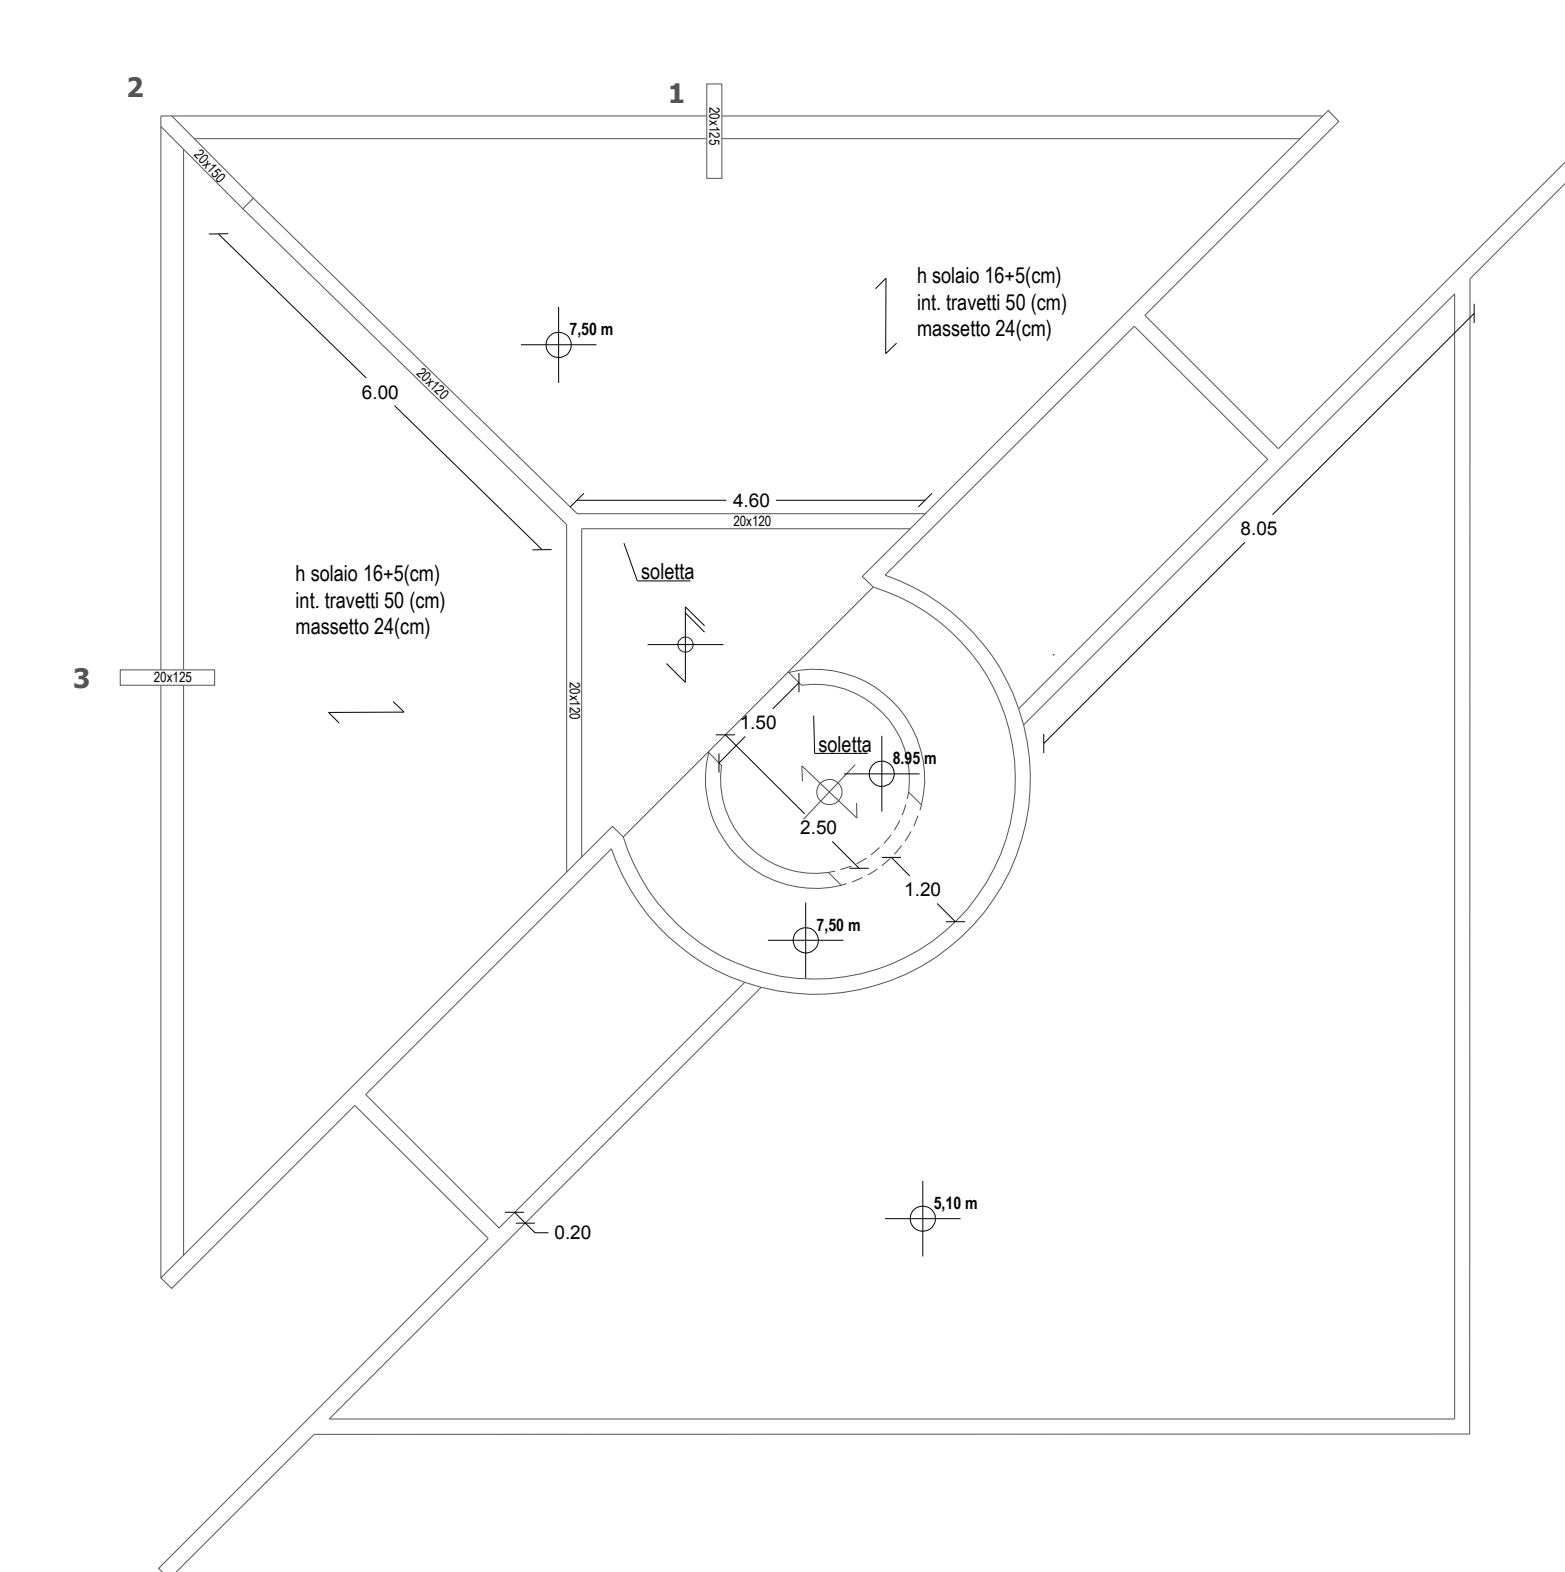 2
1
20x125
20x150
h solaio 16+5(cm)
int. travetti 50 (cm)
massetto 24(cm)
7,50 m
20x120
6.00
4.60
20x120
8.05
soletta
h solaio 16+5(cm)
int. travetti 50 (cm)
massetto 24(cm)
3
20x125
20x120
1.50
soletta
8.95 m
2.50
1.20
7,50 m
5,10 m
0.20